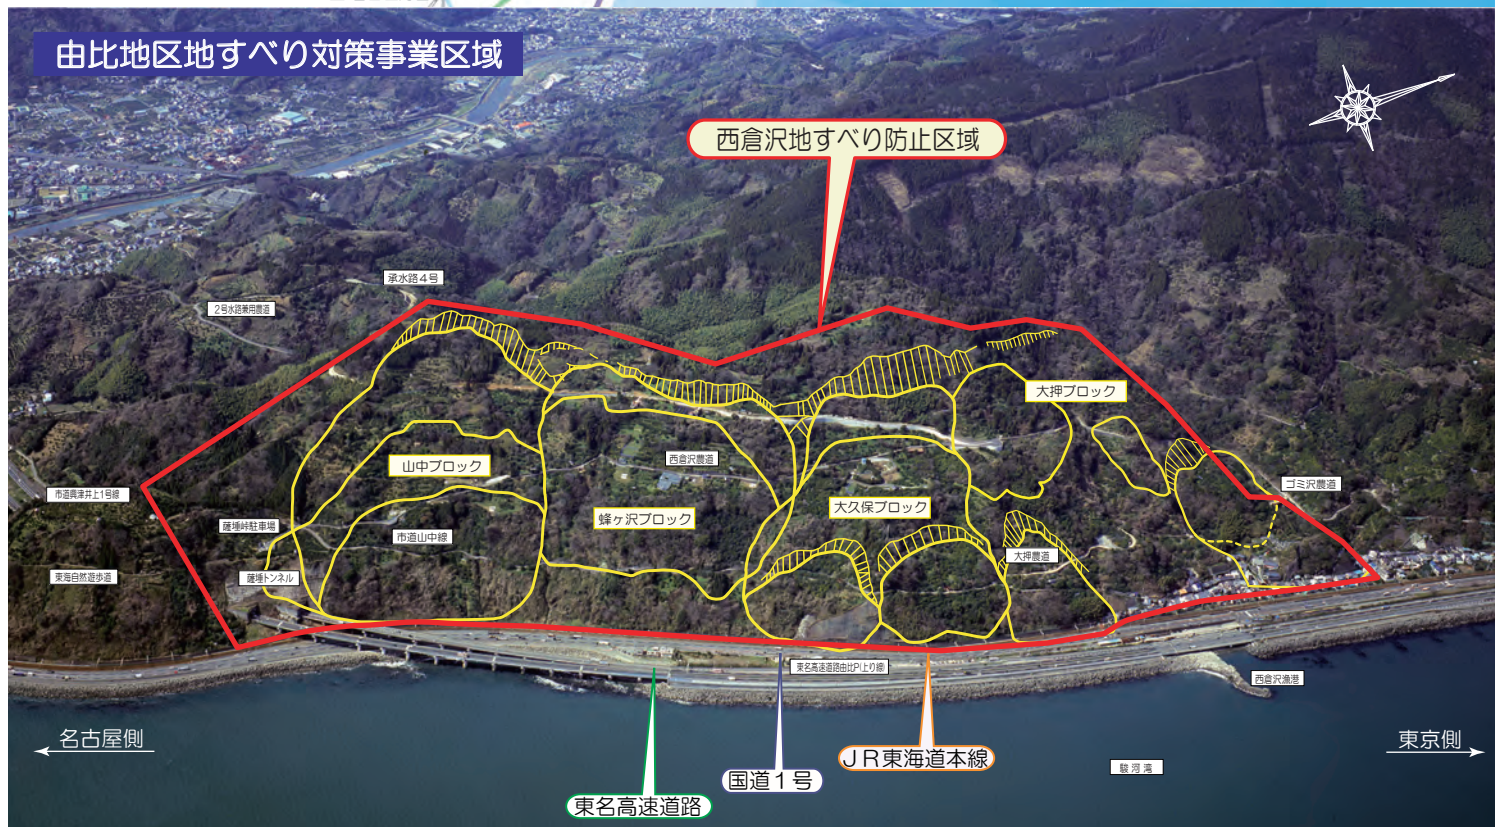 由比地区地すべり対策事業区域
西倉沢地すべり防止区域
承水路4号
2号水路兼用農道
大押ブロック
山中ブロック
西倉沢農道
市道興津井上1号線
ゴミ沢農道
蜂ヶ沢ブロック
大久保ブロック
薩埵峠駐車場
市道山中線
大押農道
東海自然遊歩道
薩埵トンネル
東名高速道路由比P(上り線)
西倉沢漁港
名古屋側
東京側
JR東海道本線
駿河湾
国道1号
東名高速道路